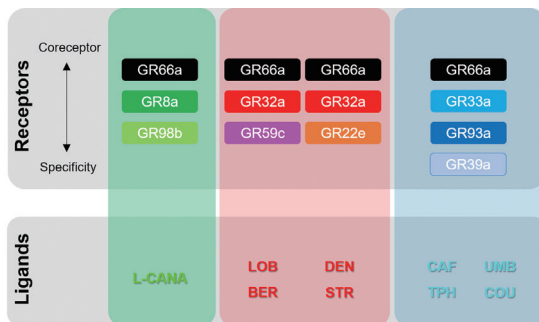 Receptors
Coreceptor
Specificity
GR66a GR66a GR66a GR66a
GR8a GR32a GR32a GR33a
GR98b GR59c GR22e GR93a
GR39a
Ligands
L-CANA
LOB DEN CAF UMB
BER STR TPH COU